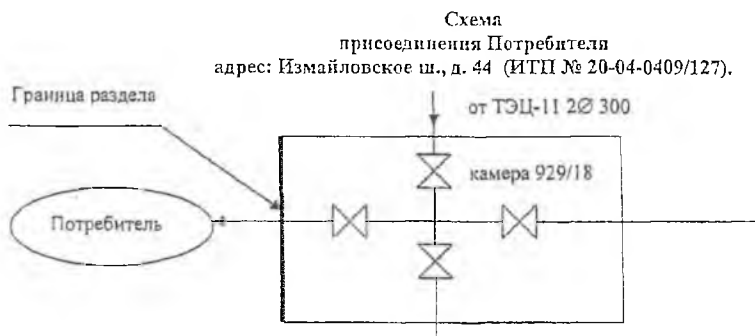 Схема
присоединения Потребителя
адрес: Измайловское ш., д. 44 (ИТП № 20-04-0409/127).
Граница раздела
от ТЭЦ-11 2Ø 300
камера 929/18
Потребитель